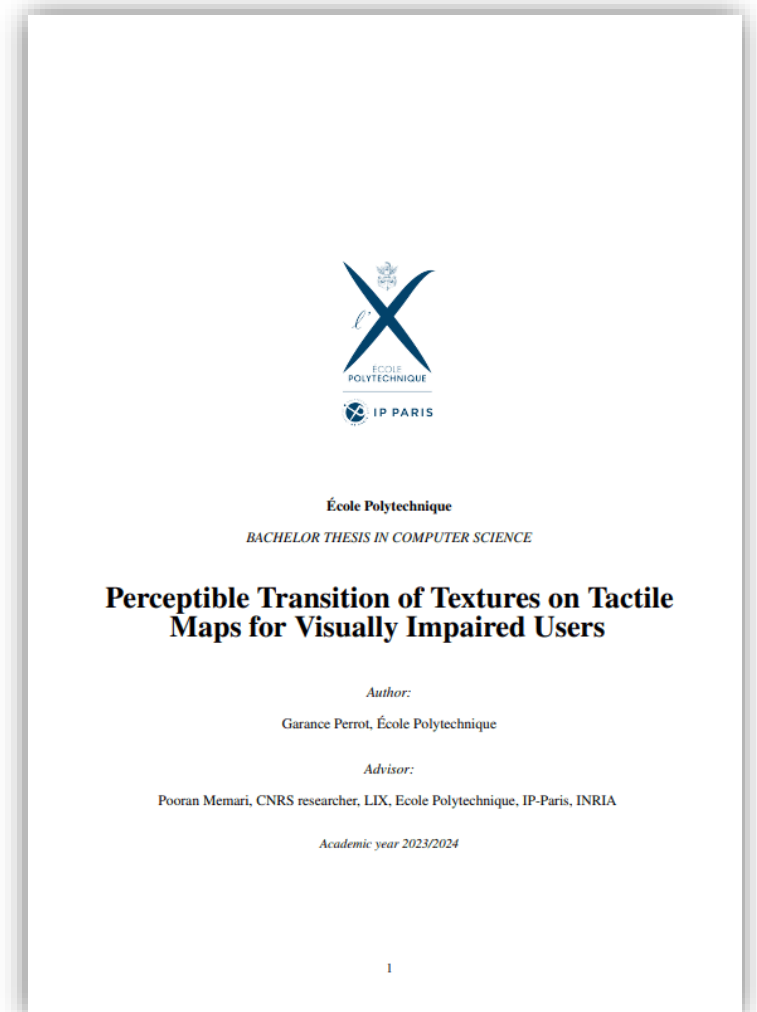 l'
ÉCOLE
POLYTECHNIQUE
IP PARIS
École Polytechnique
BACHELOR THESIS IN COMPUTER SCIENCE
Perceptible Transition of Textures on Tactile
Maps for Visually Impaired Users
Author:
Garance Perrot, École Polytechnique
Advisor:
Pooran Memari, CNRS researcher, LIX, Ecole Polytechnique, IP-Paris, INRIA
Academic year 2023/2024
1